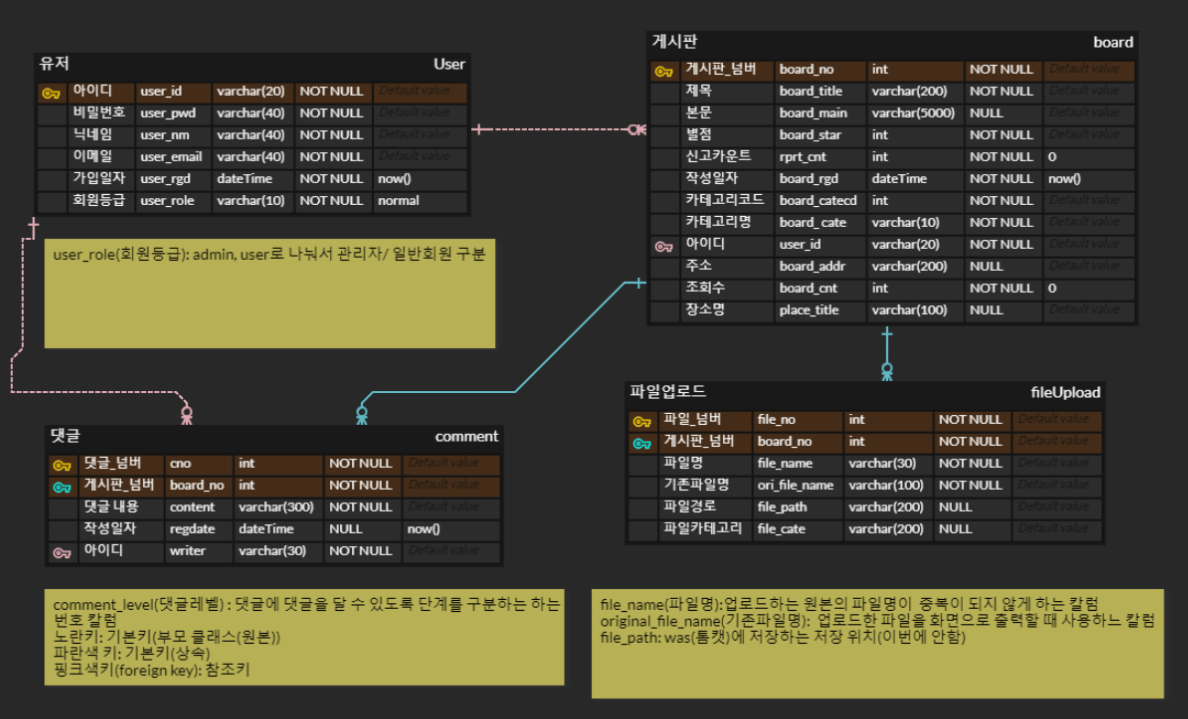 유저 User
아이디 user_id varchar(20) NOT NULL Default value
비밀번호 user_pwd varchar(40) NOT NULL Default value
닉네임 user_nm varchar(40) NOT NULL Default value
이메일 user_email varchar(40) NOT NULL Default value
가입일자 user_rgd dateTime NOT NULL now()
회원등급 user_role varchar(10) NOT NULL normal
user_role(회원등급): admin, user로 나눠서 관리자/ 일반회원 구분
게시판 board
게시판_넘버 board_no int NOT NULL Default value
제목 board_title varchar(200) NOT NULL Default value
본문 board_main varchar(5000) NULL Default value
별점 board_star int NOT NULL Default value
신고카운트 rprt_cnt int NOT NULL 0
작성일자 board_rgd dateTime NOT NULL now()
카테고리코드 board_catecd int NOT NULL Default value
카테고리명 board_ cate varchar(10) NOT NULL Default value
아이디 user_id varchar(20) NOT NULL Default value
주소 board_addr varchar(200) NULL Default value
조회수 board_cnt int NOT NULL 0
장소명 place_title varchar(100) NULL Default value
댓글 comment
댓글_넘버 cno int NOT NULL Default value
게시판_넘버 board_no int NOT NULL Default value
댓글 내용 content varchar(300) NOT NULL Default value
작성일자 regdate dateTime NULL now()
아이디 writer varchar(30) NOT NULL Default value
파일업로드 fileUpload
파일_넘버 file_no int NOT NULL Default value
게시판_넘버 board_no int NOT NULL Default value
파일명 file_name varchar(30) NOT NULL Default value
기존파일명 ori_file_name varchar(100) NOT NULL Default value
파일경로 file_path varchar(200) NULL Default value
파일카테고리 file_cate varchar(200) NULL Default value
comment_level(댓글레벨) : 댓글에 댓글을 달 수 있도록 단계를 구분하는 하는
번호 칼럼
노란키: 기본키(부모 클래스(원본))
파란색 키: 기본키(상속)
핑크색키(foreign key): 참조키
file_name(파일명):업로드하는 원본의 파일명이 중복이 되지 않게 하는 칼럼
original_file_name(기존파일명): 업로드한 파일을 화면으로 출력할 때 사용하느 칼럼
file_path: was(톰캣)에 저장하는 저장 위치(이번에 안함)